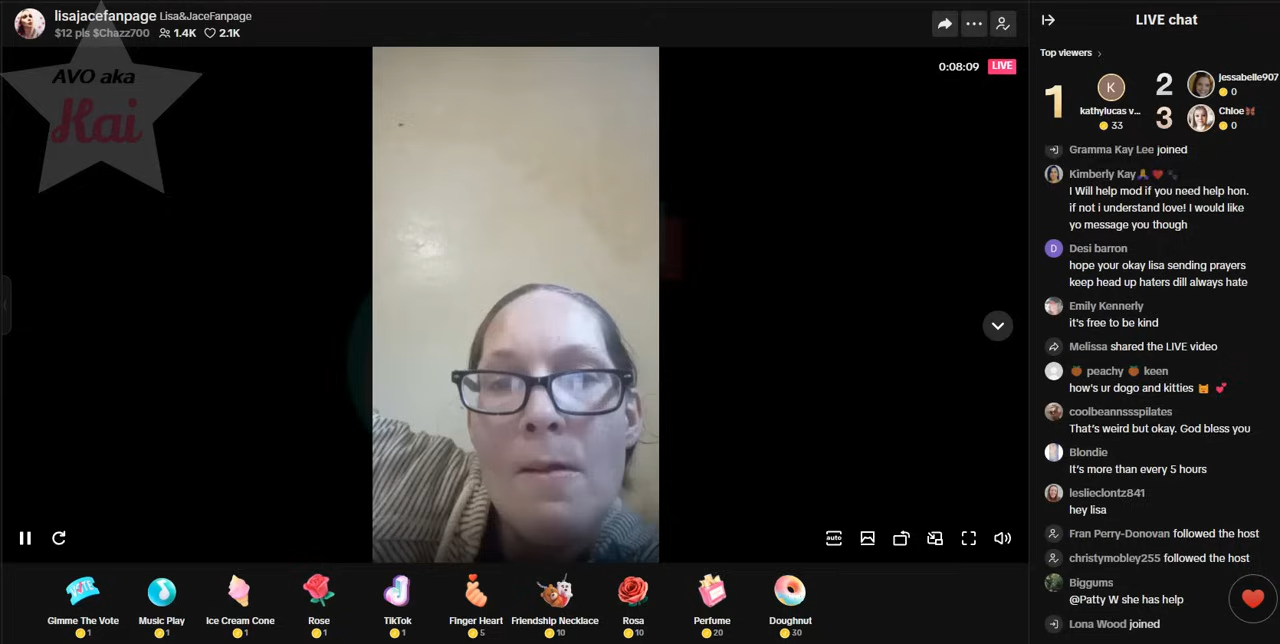 lisajacefanpage Lisa&JaceFanpage
$12 pls $Chazz700 1.4K 2.1K
AVO aka
Kai
0:08:09 LIVE
auto
Gimme The Vote
1
Music Play
1
Ice Cream Cone
1
Rose
1
TikTok
1
Finger Heart
5
Friendship Necklace
10
Rosa
10
Perfume
20
Doughnut
30
LIVE chat
Top viewers
1
K
kathylucas v...
33
2
jessabelle907
0
3
Chloe
0
Gramma Kay Lee joined
Kimberly Kay
I Will help mod if you need help hon.
if not i understand love! I would like
yo message you though
D
Desi barron
hope your okay lisa sending prayers
keep head up haters dill always hate
Emily Kennerly
it's free to be kind
Melissa shared the LIVE video
peachy keen
how's ur dogo and kitties
coolbeannssspilates
That's weird but okay. God bless you
Blondie
It's more than every 5 hours
leslieclontz841
hey lisa
Fran Perry-Donovan followed the host
christymobley255 followed the host
Biggums
@Patty W she has help
Lona Wood joined